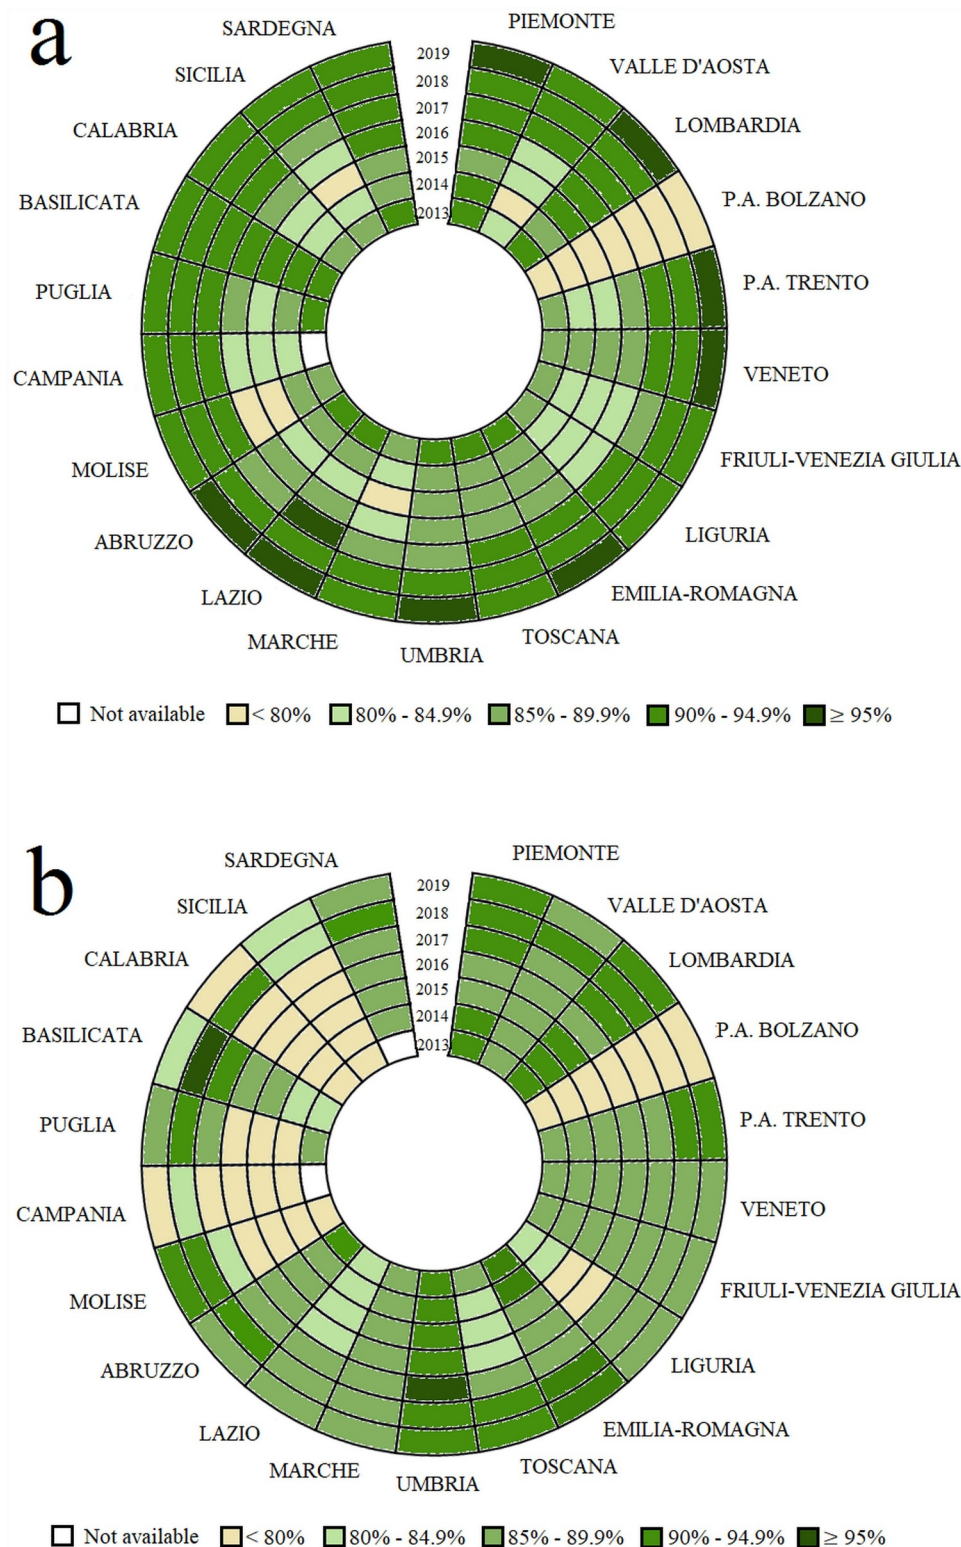 a
SARDEGNA
PIEMONTE
SICILIA
VALLE D'AOSTA
CALABRIA
LOMBARDIA
BASILICATA
P.A. BOLZANO
PUGLIA
P.A. TRENTO
CAMPANIA
VENETO
MOLISE
FRIULI-VENEZIA GIULIA
ABRUZZO
LIGURIA
LAZIO
EMILIA-ROMAGNA
MARCHE
TOSCANA
UMBRIA
2019
2018
2017
2016
2015
2014
2013
Not available < 80% 80% - 84.9% 85% - 89.9% 90% - 94.9% ≥ 95%
b
SARDEGNA
PIEMONTE
SICILIA
VALLE D'AOSTA
CALABRIA
LOMBARDIA
BASILICATA
P.A. BOLZANO
PUGLIA
P.A. TRENTO
CAMPANIA
VENETO
MOLISE
FRIULI-VENEZIA GIULIA
ABRUZZO
LIGURIA
LAZIO
EMILIA-ROMAGNA
MARCHE
TOSCANA
UMBRIA
2019
2018
2017
2016
2015
2014
2013
Not available < 80% 80% - 84.9% 85% - 89.9% 90% - 94.9% ≥ 95%